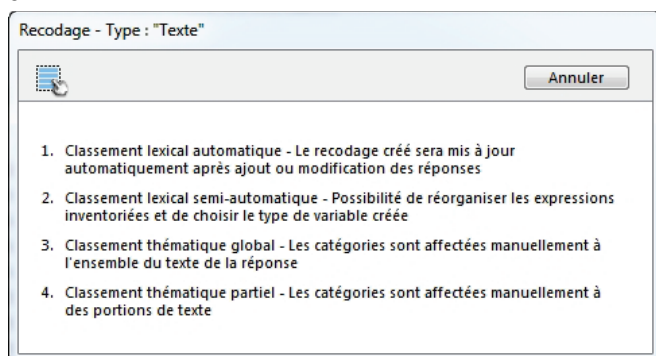 Recodage - Type : "Texte"
Annuler
1. Classement lexical automatique - Le recodage créé sera mis à jour
automatiquement après ajout ou modification des réponses
2. Classement lexical semi-automatique - Possibilité de réorganiser les expressions
inventoriées et de choisir le type de variable créée
3. Classement thématique global - Les catégories sont affectées manuellement à
l'ensemble du texte de la réponse
4. Classement thématique partiel - Les catégories sont affectées manuellement à
des portions de texte